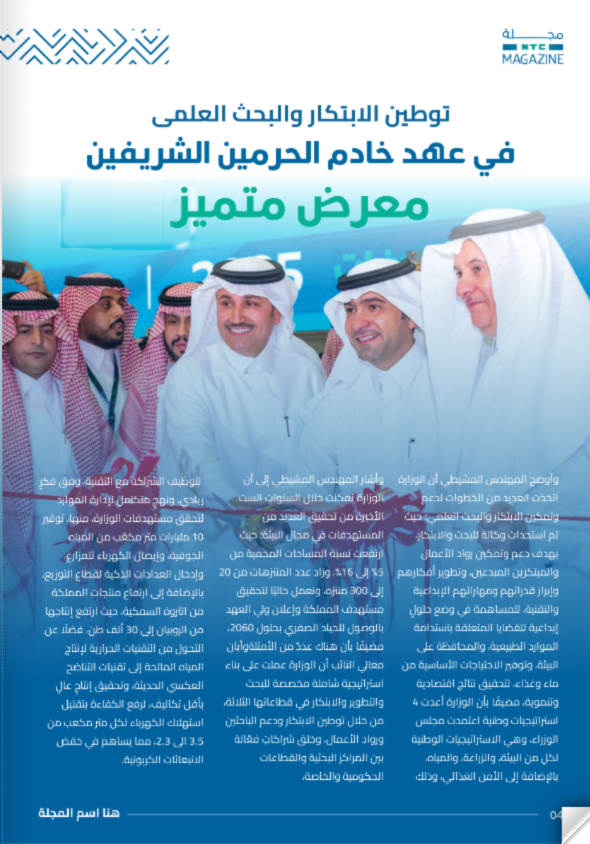 مجـــلـــة
NTC
MAGAZINE
توطين الابتكار والبحث العلمى
في عهد خادم الحرمين الشريفين
معرض متميز
وأوضح المهندس المشيطي أن الوزارة
اتخذت العديد من الخطوات لدعم
وتمكين الابتكار والبحث العلمي؛ حيث
تم استحداث وكالة للبحث والابتكار،
بهدف دعم وتمكين رواد الأعمال
والمبتكرين المبدعين، وتطوير أفكارهم
وإبراز قدراتهم ومهاراتهم الإبداعية
والتقنية، للمساهمة في وضع حلولٍ
إبداعية للقضايا المتعلقة باستدامة
الموارد الطبيعية، والمحافظة على
البيئة، وتوفير الاحتياجات الأساسية من
ماء وغذاء، لتحقيق نتائج اقتصادية
وتنموية، مضيفًا بأن الوزارة أعدت 4
استراتيجيات وطنية اعتمدت مجلس
الوزراء، وهي الاستراتيجيات الوطنية
لكل من البيئة، والزراعة، والمياه،
بالإضافة إلى الأمن الغذائي، وذلك
وأشار المهندس المشيطي إلى أن
الوزارة تمكنت خلال السنوات الست
الأخيرة من تحقيق العديد من
المستهدفات في مجال البيئة؛ حيث
ارتفعت نسبة المساحات المحمية من
5% إلى 16%، وزاد عدد المتنزهات من 20
إلى 300 متنزه، ونعمل حاليًا لتحقيق
مستهدف المملكة وإعلان ولي العهد
بالوصول للحياد الصفري بحلول 2060،
مضيفًا بأن هناك عددً من الأمثلةوأبان
معالي النائب أن الوزارة عملت على بناء
استراتيجية شاملة مخصصة للبحث
والتطوير والابتكار في قطاعاتها الثلاثة،
من خلال توطين الابتكار ودعم الباحثين
ورواد الأعمال، وخلق شراكاتٍ فعّالة
بين المراكز البحثية والقطاعات
الحكومية والخاصة،
لتوظيف الشراكة مع التقنية، وفق فكرٍ
ريادي، ونهجٍ متكامل لإدارة الموارد
لتحقق مستهدفات الوزارة، منها، توفير
10 مليارات متر مكعّب من المياه
الجوفية، وإيصال الكهرباء للمزارع،
وإدخال العدادات الذكية لقطاع التوزيع،
بالإضافة إلى ارتفاع منتجات المملكة
من الثروة السمكية، حيث ارتفع إنتاجها
من الروبيان إلى 30 ألف طن، فضلًا عن
التحول من التقنيات الحرارية لإنتاج
المياه المالحة إلى تقنيات التناضح
العكسي الحديثة، وتحقيق إنتاج عالٍ
بأقل تكاليف، لرفع الكفاءة بتقليل
استهلاك الكهرباء لكل متر مكعب من
3.5 الى 2.3، مما يساهم في خفض
الانبعاثات الكربونية.
هنا اسم المجلة
04